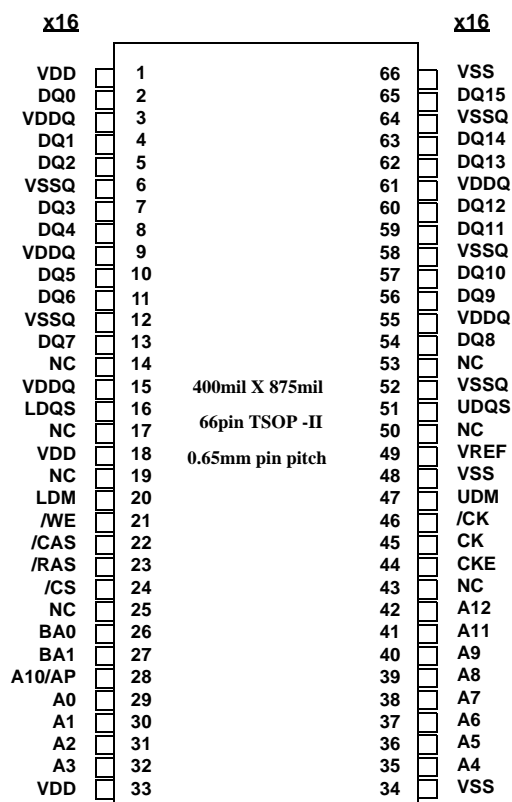 x16 x16
VDD 1 66 VSS
DQ0 2 65 DQ15
VDDQ 3 64 VSSQ
DQ1 4 63 DQ14
DQ2 5 62 DQ13
VSSQ 6 61 VDDQ
DQ3 7 60 DQ12
DQ4 8 59 DQ11
VDDQ 9 58 VSSQ
DQ5 10 57 DQ10
DQ6 11 56 DQ9
VSSQ 12 55 VDDQ
DQ7 13 54 DQ8
NC 14 53 NC
VDDQ 15 400mil X 875mil 52 VSSQ
LDQS 16 51 UDQS
NC 17 66pin TSOP -II 50 NC
VDD 18 0.65mm pin pitch 49 VREF
NC 19 48 VSS
LDM 20 47 UDM
/WE 21 46 /CK
/CAS 22 45 CK
/RAS 23 44 CKE
/CS 24 43 NC
NC 25 42 A12
BA0 26 41 A11
BA1 27 40 A9
A10/AP 28 39 A8
A0 29 38 A7
A1 30 37 A6
A2 31 36 A5
A3 32 35 A4
VDD 33 34 VSS